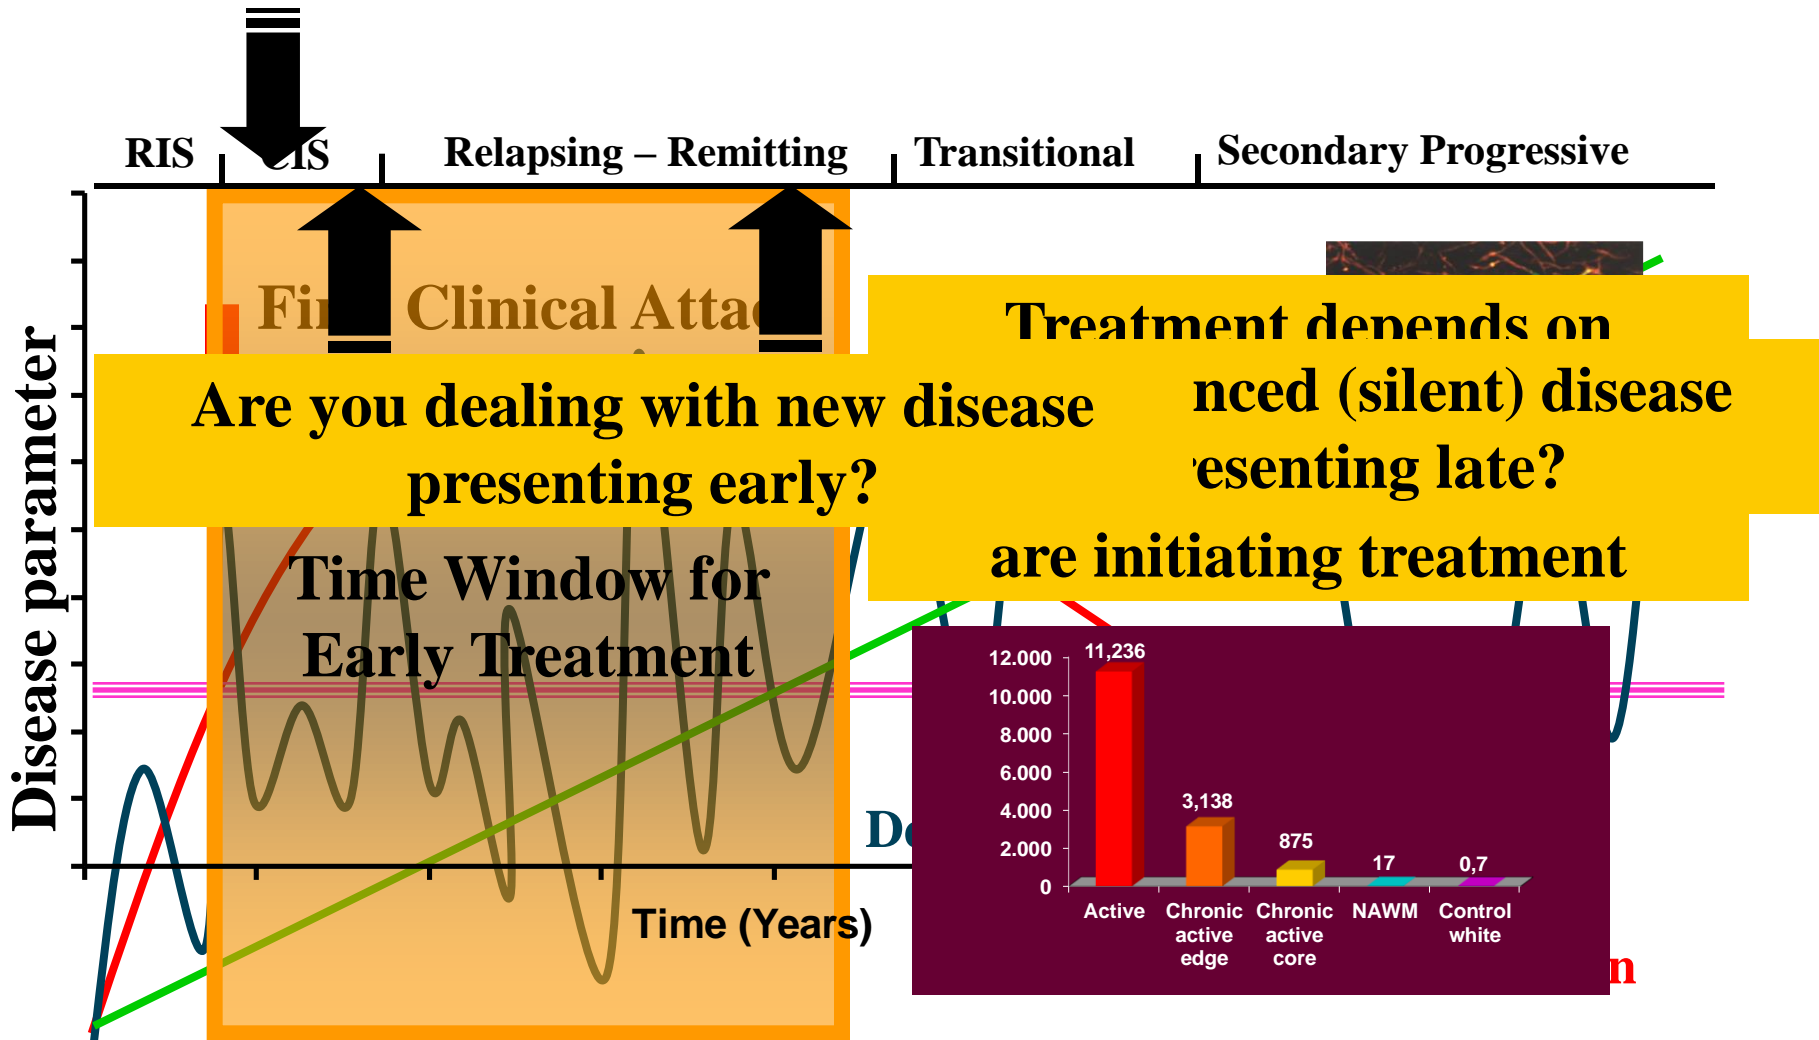 RIS
CIS
Relapsing – Remitting
Transitional
Secondary Progressive
Clinical
Treatment depends on
Are you dealing with new disease
presenting early?
(silent) disease
late?
are initiating treatment
Time Window for
Early Treatment
Disease parameter
Time (Years)
12.000
10.000
8.000
6.000
4.000
2.000
0
11,236
3,138
875
17
0,7
Active
Chronic
active
edge
Chronic
active
core
NAWM
Control
white